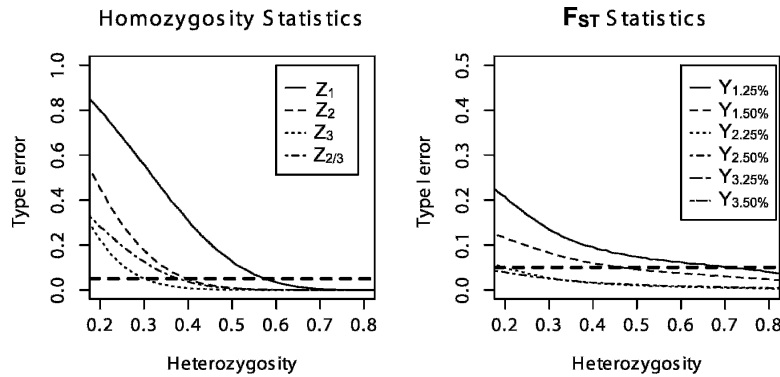 Homozygosity Statistics
Type I error
1.0
0.8
0.6
0.4
0.2
0.0
Z1
Z2
Z3
Z2/3
0.2 0.3 0.4 0.5 0.6 0.7 0.8
Heterozygosity
FST Statistics
Type I error
0.5
0.4
0.3
0.2
0.1
0.0
Y1.25%
Y1.50%
Y2.25%
Y2.50%
Y3.25%
Y3.50%
0.2 0.3 0.4 0.5 0.6 0.7 0.8
Heterozygosity